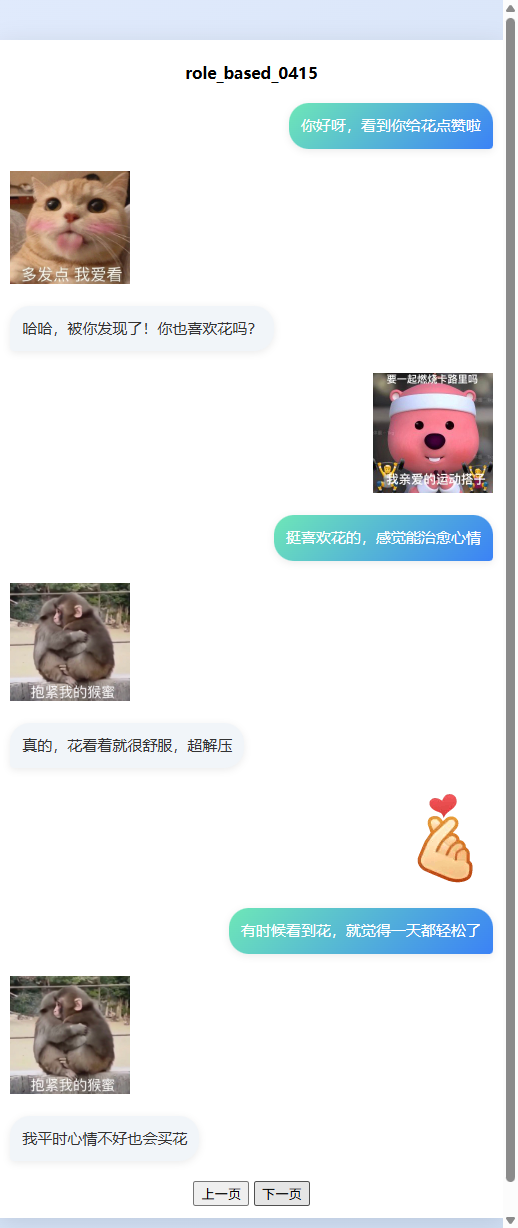 role_based_0415
你好呀，看到你给花点赞啦
多发点 我爱看
哈哈，被你发现了！你也喜欢花吗？
要一起燃烧卡路里吗
我亲爱的运动搭子
挺喜欢花的，感觉能治愈心情
抱紧我的猴蜜
真的，花看着就很舒服，超解压
有时候看到花，就觉得一天都轻松了
抱紧我的猴蜜
我平时心情不好也会买花
上一页 下一页